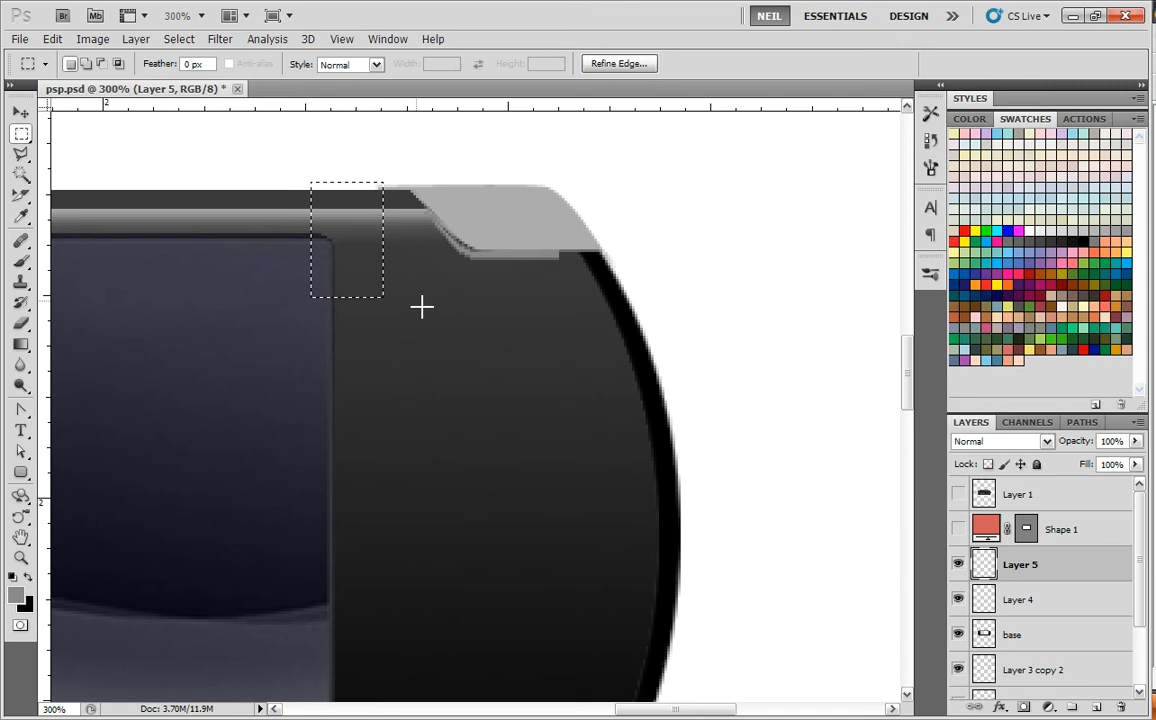 Ps Br Mb 300% NEIL ESSENTIALS DESIGN CS Live
File Edit Image Layer Select Filter Analysis 3D View Window Help
Feather: 0 px Anti-alias Style: Normal Width: Height: Refine Edge...
psp.psd @ 300% (Layer 5, RGB/8) *
2
2
STYLES
COLOR SWATCHES ACTIONS
LAYERS CHANNELS PATHS
Normal Opacity: 100%
Lock: Fill: 100%
Layer 1
Shape 1
Layer 5
Layer 4
base
Layer 3 copy 2
300% Doc: 3.70M/11.9M